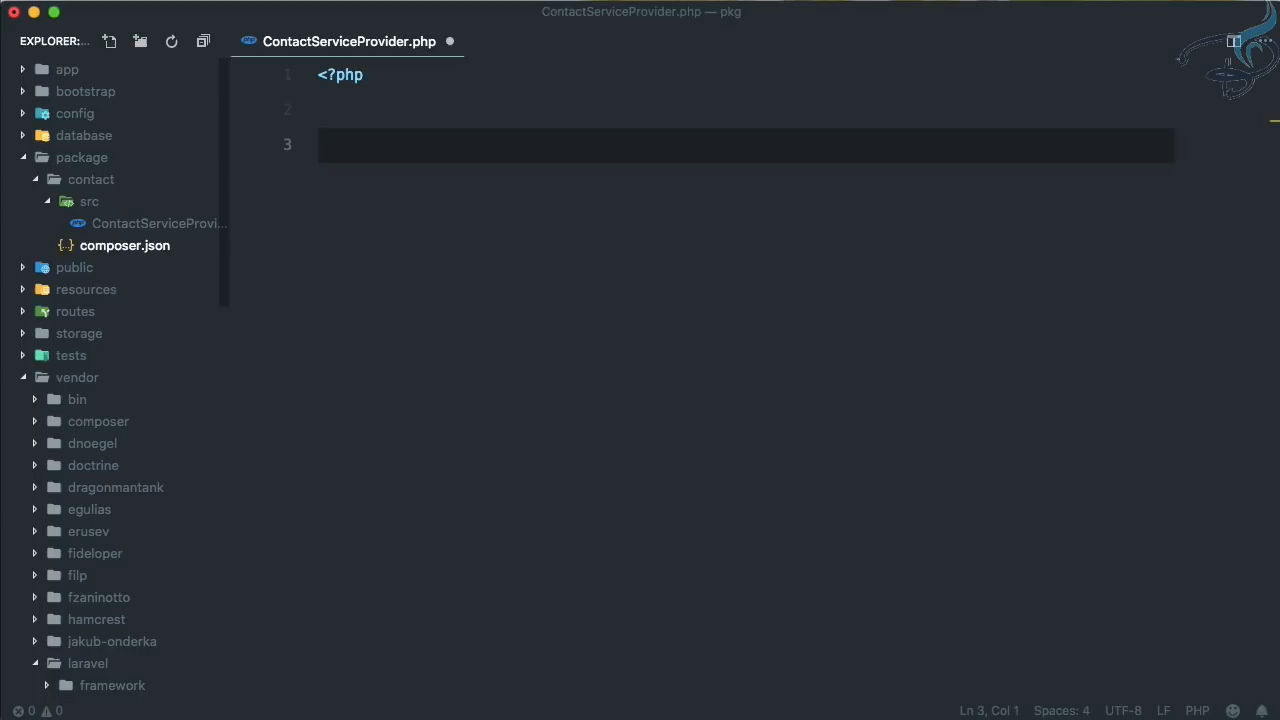 ContactServiceProvider.php — pkg
EXPLORER:...
ContactServiceProvider.php
app
bootstrap
config
database
package
contact
src
ContactServiceProvi...
composer.json
public
resources
routes
storage
tests
vendor
bin
composer
dnoegel
doctrine
dragonmantank
egulias
erusev
fideloper
filp
fzaninotto
hamcrest
jakub-onderka
laravel
framework
1 <?php
2
3
0 0
Ln 3, Col 1 Spaces: 4 UTF-8 LF PHP